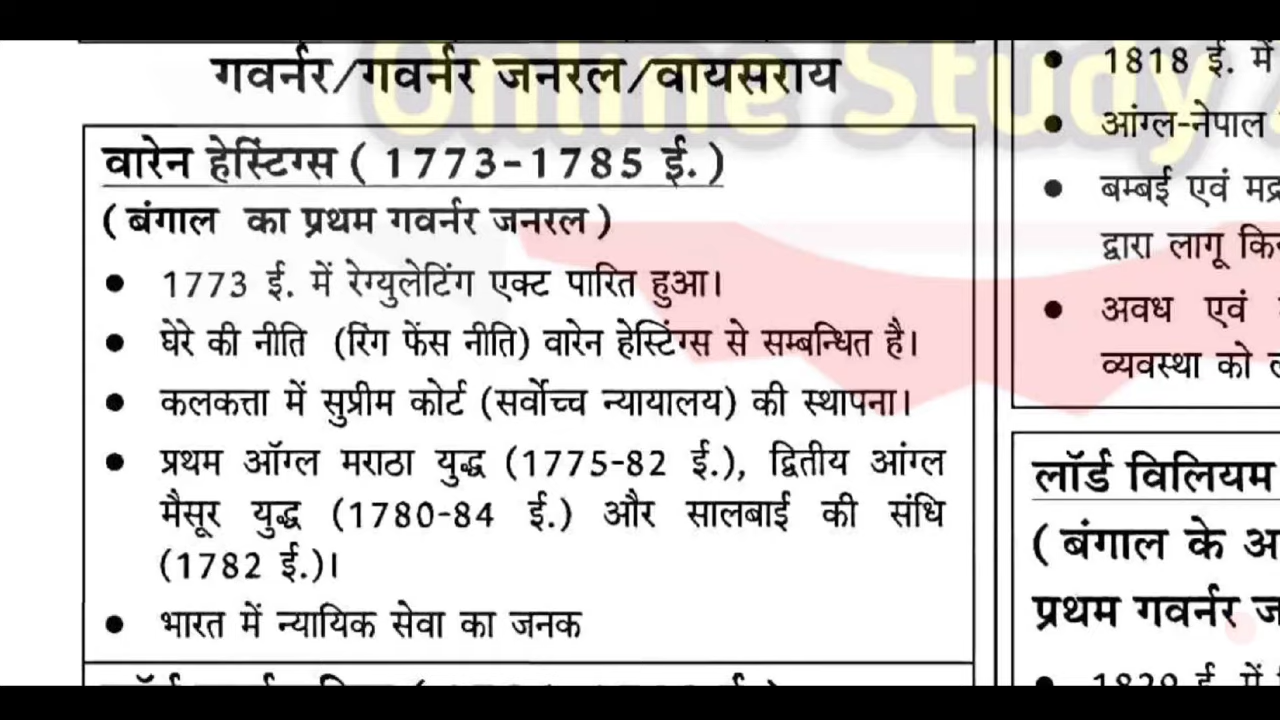 गवर्नर/गवर्नर जनरल/वायसराय
वारेन हेस्टिंग्स ( 1773-1785 ई.)
(बंगाल का प्रथम गवर्नर जनरल)
• 1773 ई. में रेग्युलेटिंग एक्ट पारित हुआ।
• घेरे की नीति (रिंग फेंस नीति) वारेन हेस्टिंग्स से सम्बन्धित है।
• कलकत्ता में सुप्रीम कोर्ट (सर्वोच्च न्यायालय) की स्थापना।
• प्रथम ऑग्ल मराठा युद्ध (1775-82 ई.), द्वितीय आंग्ल
मैसूर युद्ध (1780-84 ई.) और सालबाई की संधि
(1782 ई.)।
• भारत में न्यायिक सेवा का जनक
• 1818 ई. में
• आंग्ल-नेपाल
• बम्बई एवं
द्वारा लागू
• अवध एवं
व्यवस्था को
लॉर्ड विलियम
(बंगाल के
प्रथम गवर्नर
Online Study